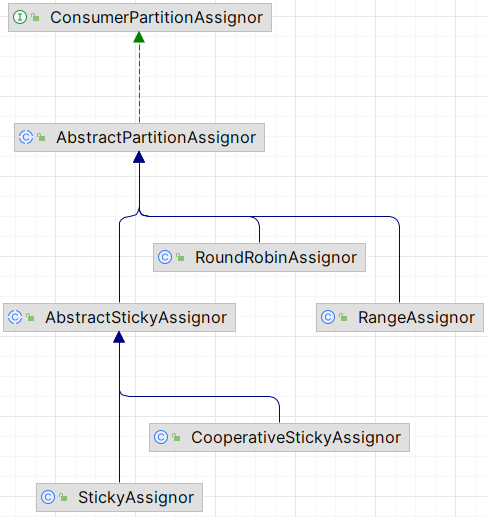 I ConsumerPartitionAssignor
C AbstractPartitionAssignor
C RoundRobinAssignor
C AbstractStickyAssignor
C RangeAssignor
C CooperativeStickyAssignor
C StickyAssignor